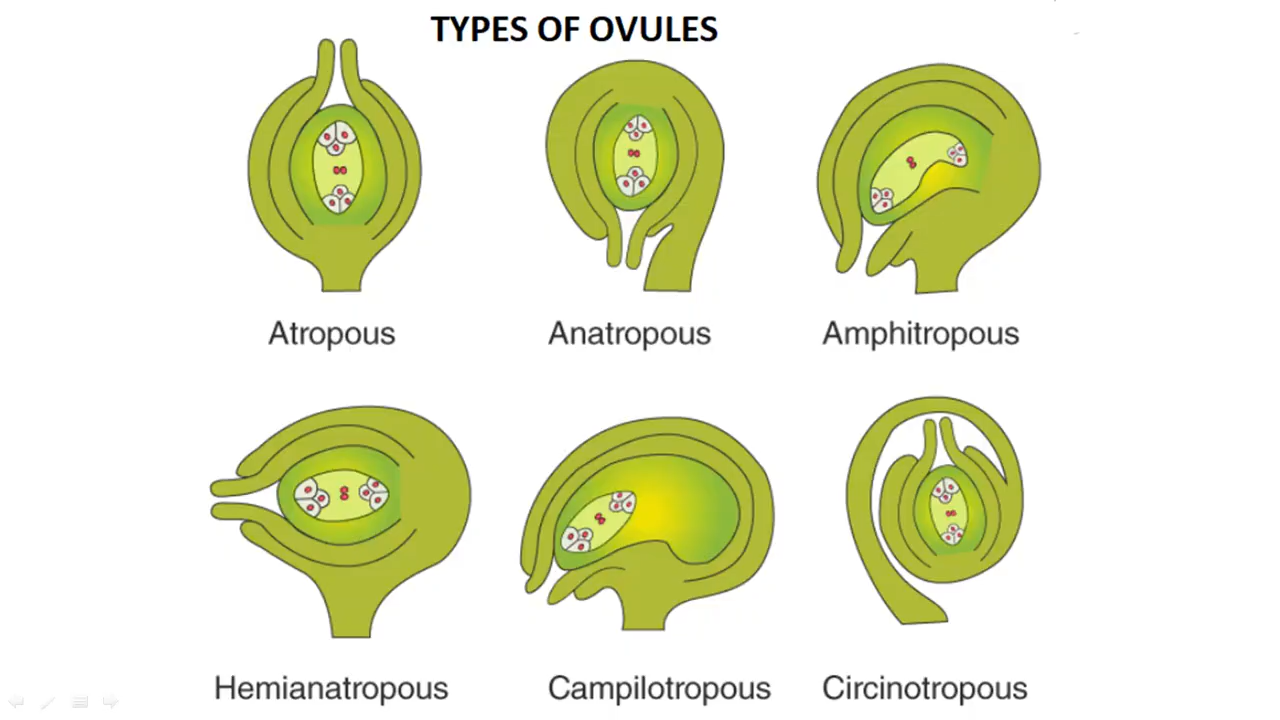 TYPES OF OVULES
Atropous
Anatropous
Amphitropous
Hemianatropous
Campilotropous
Circinotropous